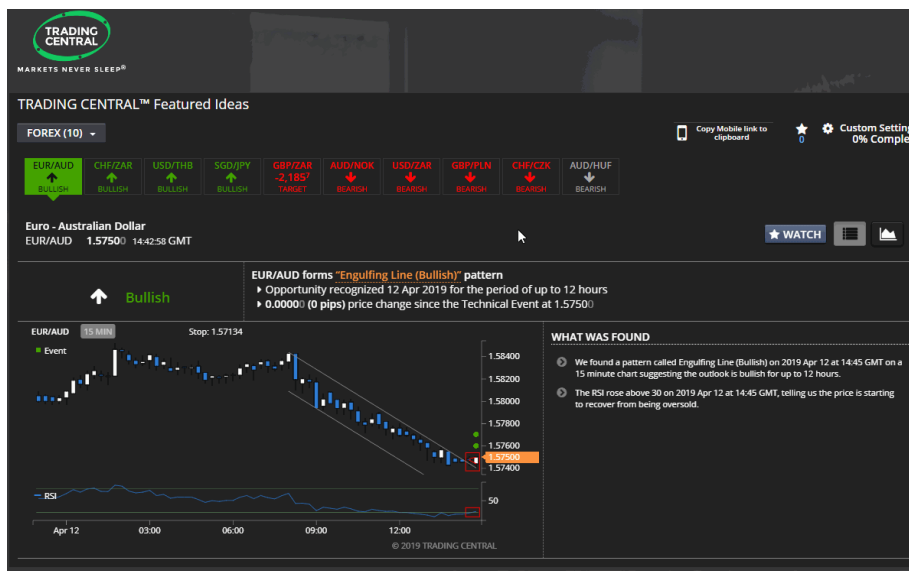 TRADING
CENTRAL
MARKETS NEVER SLEEP®
TRADING CENTRAL™ Featured Ideas
FOREX (10)
Copy Mobile link to
clipboard
0
Custom Setting
0% Comple
EUR/AUD CHF/ZAR USD/THB SGD/JPY GBP/ZAR AUD/NOK USD/ZAR GBP/PLN CHF/CZK AUD/HUF
-2,185⁷
BULLISH BULLISH BULLISH BULLISH TARGET BEARISH BEARISH BEARISH BEARISH BEARISH
Euro - Australian Dollar
EUR/AUD 1.57500 14:42:58 GMT
WATCH
Bullish
EUR/AUD forms "Engulfing Line (Bullish)" pattern
Opportunity recognized 12 Apr 2019 for the period of up to 12 hours
0.00000 (0 pips) price change since the Technical Event at 1.57500
EUR/AUD 15 MIN Stop: 1.57134
Event
1.58400
1.58200
1.58000
1.57800
1.57600
1.57500
1.57400
RSI
50
Apr 12 03:00 06:00 09:00 12:00
© 2019 TRADING CENTRAL
WHAT WAS FOUND
We found a pattern called Engulfing Line (Bullish) on 2019 Apr 12 at 14:45 GMT on a
15 minute chart suggesting the outlook is bullish for up to 12 hours.
The RSI rose above 30 on 2019 Apr 12 at 14:45 GMT, telling us the price is starting
to recover from being oversold.